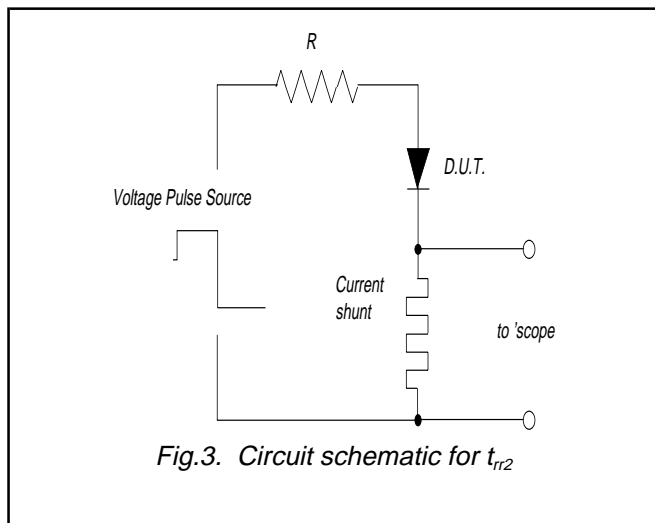 R
D.U.T.
Voltage Pulse Source
Current
shunt
to 'scope
Fig.3. Circuit schematic for trr2